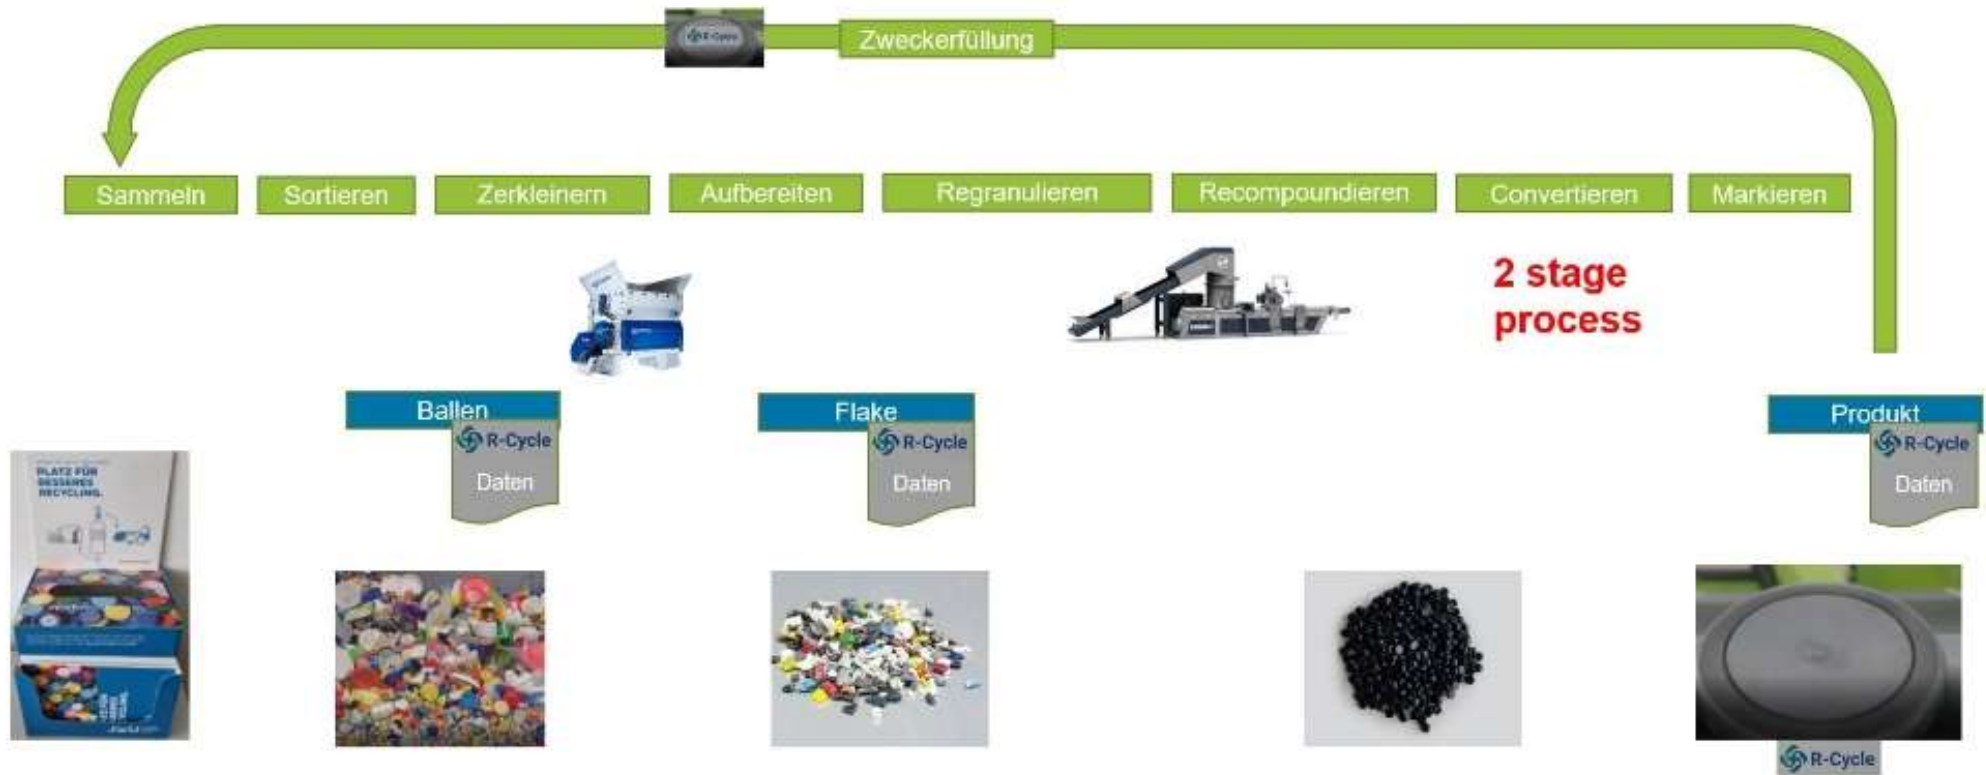 R-Cycle
Zweckerfüllung
Sammeln
Sortieren
Zerkleinern
Aufbereiten
Regranulieren
Recompoundieren
Convertieren
Markieren
2 stage
process
Ballen
R-Cycle
Daten
Flake
R-Cycle
Daten
Produkt
R-Cycle
Daten
PLATZ FÜR
BESSERES
RECYCLING.
R-Cycle